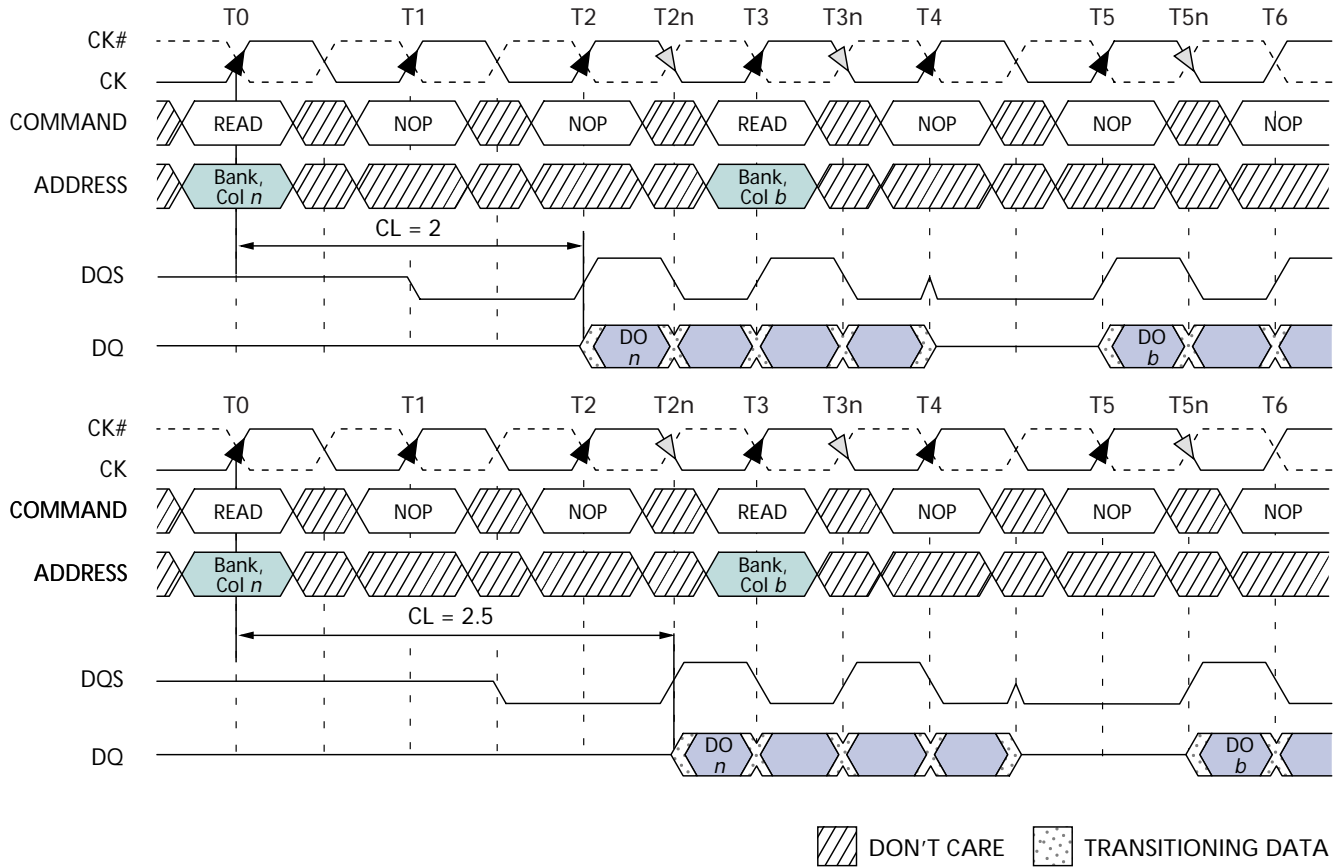 T0 T1 T2 T2n T3 T3n T4 T5 T5n T6
CK#
CK
COMMAND READ NOP NOP READ NOP NOP NOP
ADDRESS Bank, Col n Bank, Col b
CL = 2
DQS
DQ DO n DO b
T0 T1 T2 T2n T3 T3n T4 T5 T5n T6
CK#
CK
COMMAND READ NOP NOP READ NOP NOP NOP
ADDRESS Bank, Col n Bank, Col b
CL = 2.5
DQS
DQ DO n DO b
DON'T CARE TRANSITIONING DATA